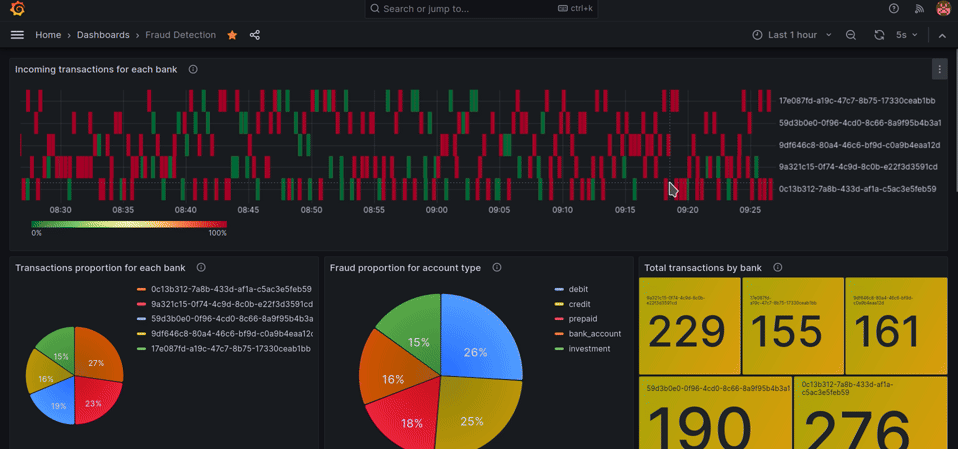 Search or jump to...
ctrl+k
Home › Dashboards › Fraud Detection
Last 1 hour
5s
Incoming transactions for each bank
17e087fd-a19c-47c7-8b75-17330ceab1bb
59d3b0e0-0f96-4cd0-8c66-8a9f95b4b3a1
9df646c8-80a4-46c6-bf9d-c0a9b4eaa12d
9a321c15-0f74-4c9d-8c0b-e22f3d3591cd
0c13b312-7a8b-433d-af1a-c5ac3e5feb59
08:30 08:35 08:40 08:45 08:50 08:55 09:00 09:05 09:10 09:15 09:20 09:25
0% 100%
Transactions proportion for each bank
0c13b312-7a8b-433d-af1a-c5ac3e5feb59
9a321c15-0f74-4c9d-8c0b-e22f3d3591cd
59d3b0e0-0f96-4cd0-8c66-8a9f95b4b3a
9df646c8-80a4-46c6-bf9d-c0a9b4eaa12
17e087fd-a19c-47c7-8b75-17330ceab1bb
27%
23%
19%
16%
15%
Fraud proportion for account type
debit
credit
prepaid
bank_account
investment
26%
25%
18%
16%
15%
Total transactions by bank
9a321c15-0f74-4c9d-8c0b-
e22f3d3591cd
229
17e087fd-
a19c-47c7-8b75-17330ceab1bb
155
9df646c8-80a4-46c6-bf9d-
c0a9b4eaa12d
161
59d3b0e0-0f96-4cd0-8c66-8a9f95b4b3a1
190
0c13b312-7a8b-433d-af1a-
c5ac3e5feb59
276